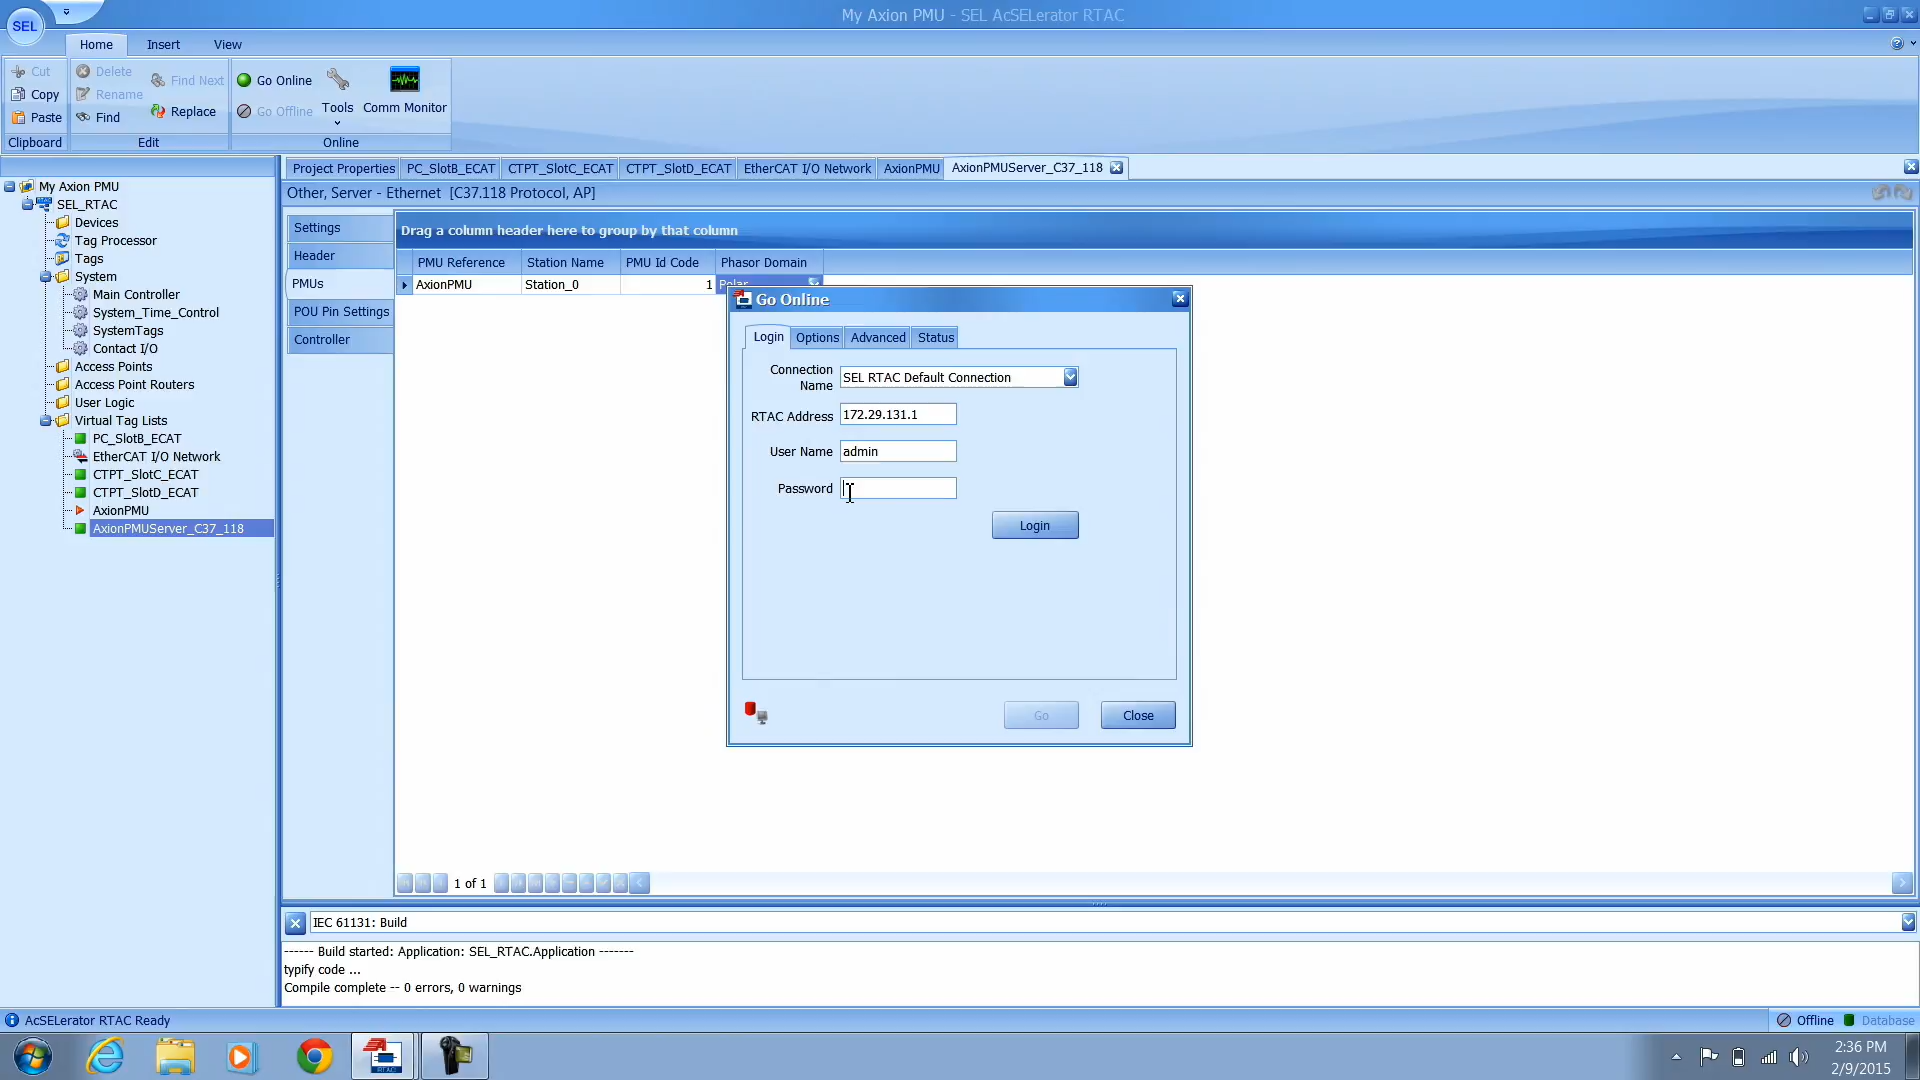 My Axion PMU - SEL AcSELerator RTAC
SEL
Home Insert View
Cut
Copy
Paste
Clipboard
Delete
Rename
Find
Find Next
Replace
Edit
Go Online
Go Offline
Tools
Comm Monitor
Online
My Axion PMU
SEL_RTAC
Devices
Tag Processor
Tags
System
Main Controller
System_Time_Control
SystemTags
Contact I/O
Access Points
Access Point Routers
User Logic
Virtual Tag Lists
PC_SlotB_ECAT
EtherCAT I/O Network
CTPT_SlotC_ECAT
CTPT_SlotD_ECAT
AxionPMU
AxionPMUServer_C37_118
Project Properties PC_SlotB_ECAT CTPT_SlotC_ECAT CTPT_SlotD_ECAT EtherCAT I/O Network AxionPMU AxionPMUServer_C37_118
Other, Server - Ethernet [C37.118 Protocol, AP]
Settings
Header
PMUs
POU Pin Settings
Controller
Drag a column header here to group by that column
PMU Reference Station Name PMU Id Code Phasor Domain
AxionPMU Station_0 1 Polar
Go Online
Login Options Advanced Status
Connection Name SEL RTAC Default Connection
RTAC Address 172.29.131.1
User Name admin
Password
Login
Go Close
1 of 1
IEC 61131: Build
------ Build started: Application: SEL_RTAC.Application -------
typify code ...
Compile complete -- 0 errors, 0 warnings
AcSELerator RTAC Ready
Offline Database
RTAC
2:36 PM
2/9/2015